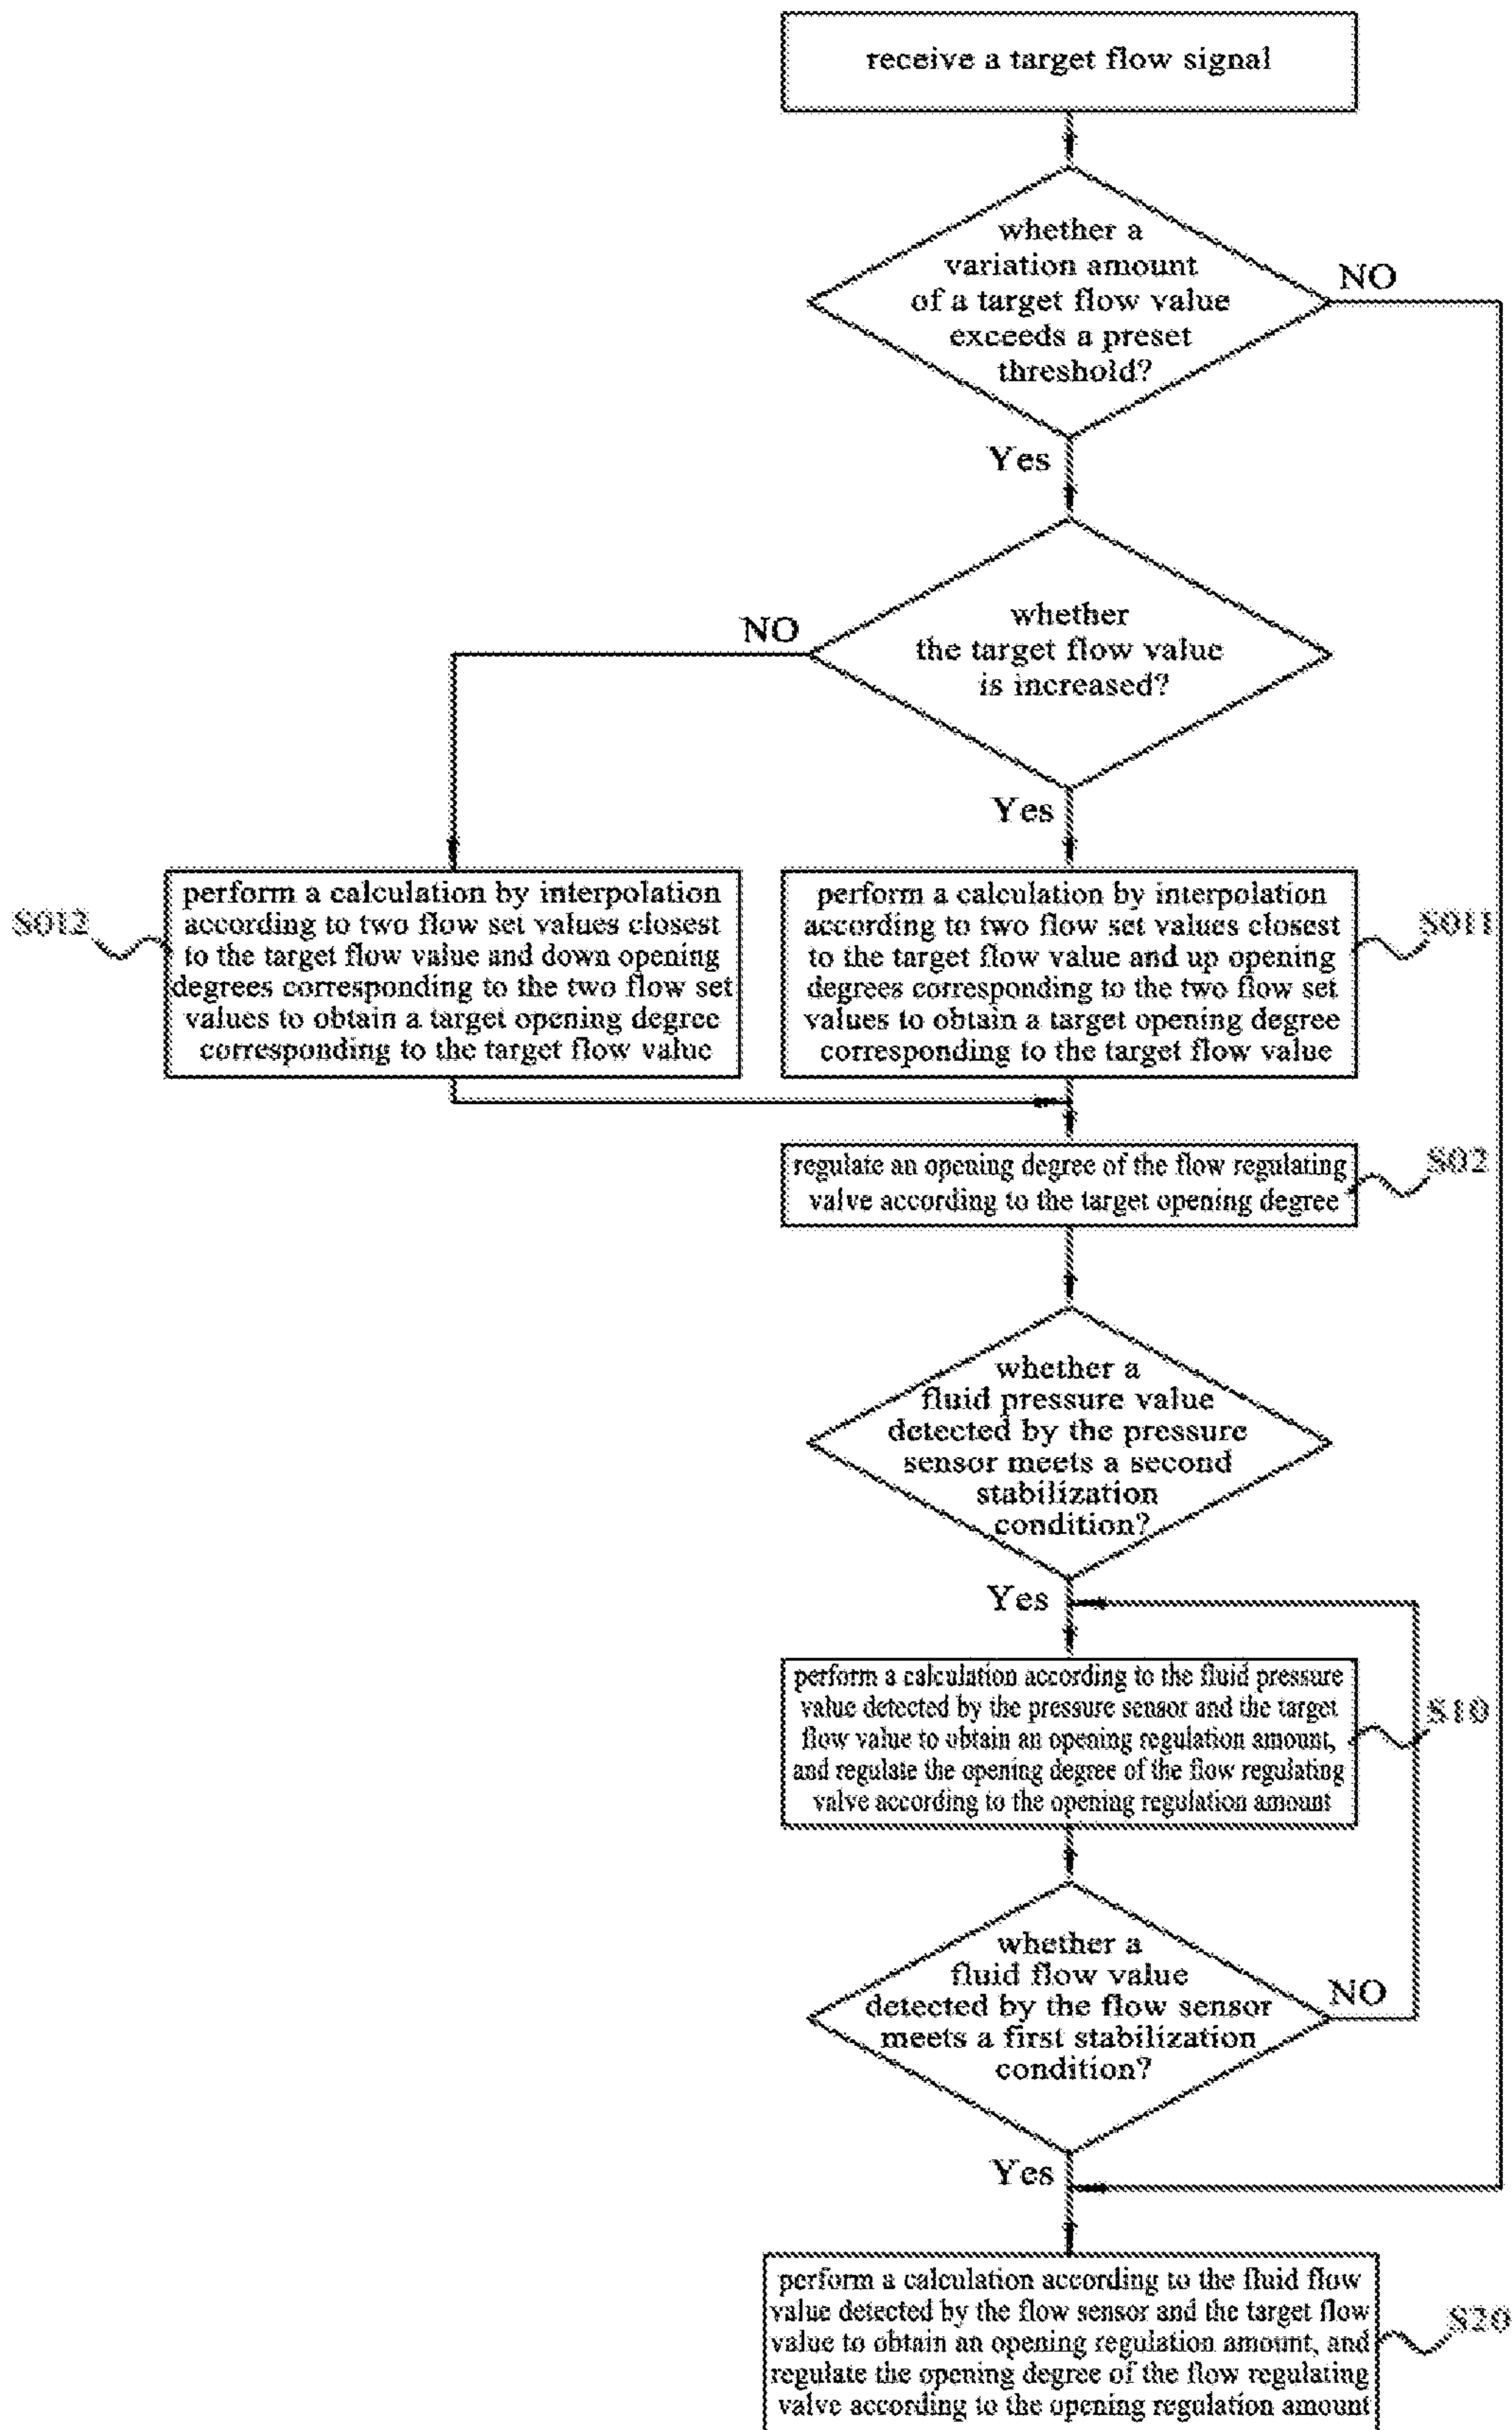 receive a target flow signal
whether a
variation amount
of a target flow value
exceeds a preset
threshold?
NO
Yes
whether
the target flow value
is increased?
NO
Yes
S012
perform a calculation by interpolation
according to two flow set values closest
to the target flow value and down opening
degrees corresponding to the two flow set
values to obtain a target opening degree
corresponding to the target flow value
perform a calculation by interpolation
according to two flow set values closest
to the target flow value and up opening
degrees corresponding to the two flow set
values to obtain a target opening degree
corresponding to the target flow value
S011
regulate an opening degree of the flow regulating
valve according to the target opening degree
S02
whether a
fluid pressure value
detected by the pressure
sensor meets a second
stabilization
condition?
Yes
perform a calculation according to the fluid pressure
value detected by the pressure sensor and the target
flow value to obtain an opening regulation amount,
and regulate the opening degree of the flow regulating
valve according to the opening regulation amount
S10
whether a
fluid flow value
detected by the flow sensor
meets a first stabilization
condition?
NO
Yes
perform a calculation according to the fluid flow
value detected by the flow sensor and the target flow
value to obtain an opening regulation amount, and
regulate the opening degree of the flow regulating
valve according to the opening regulation amount
S20